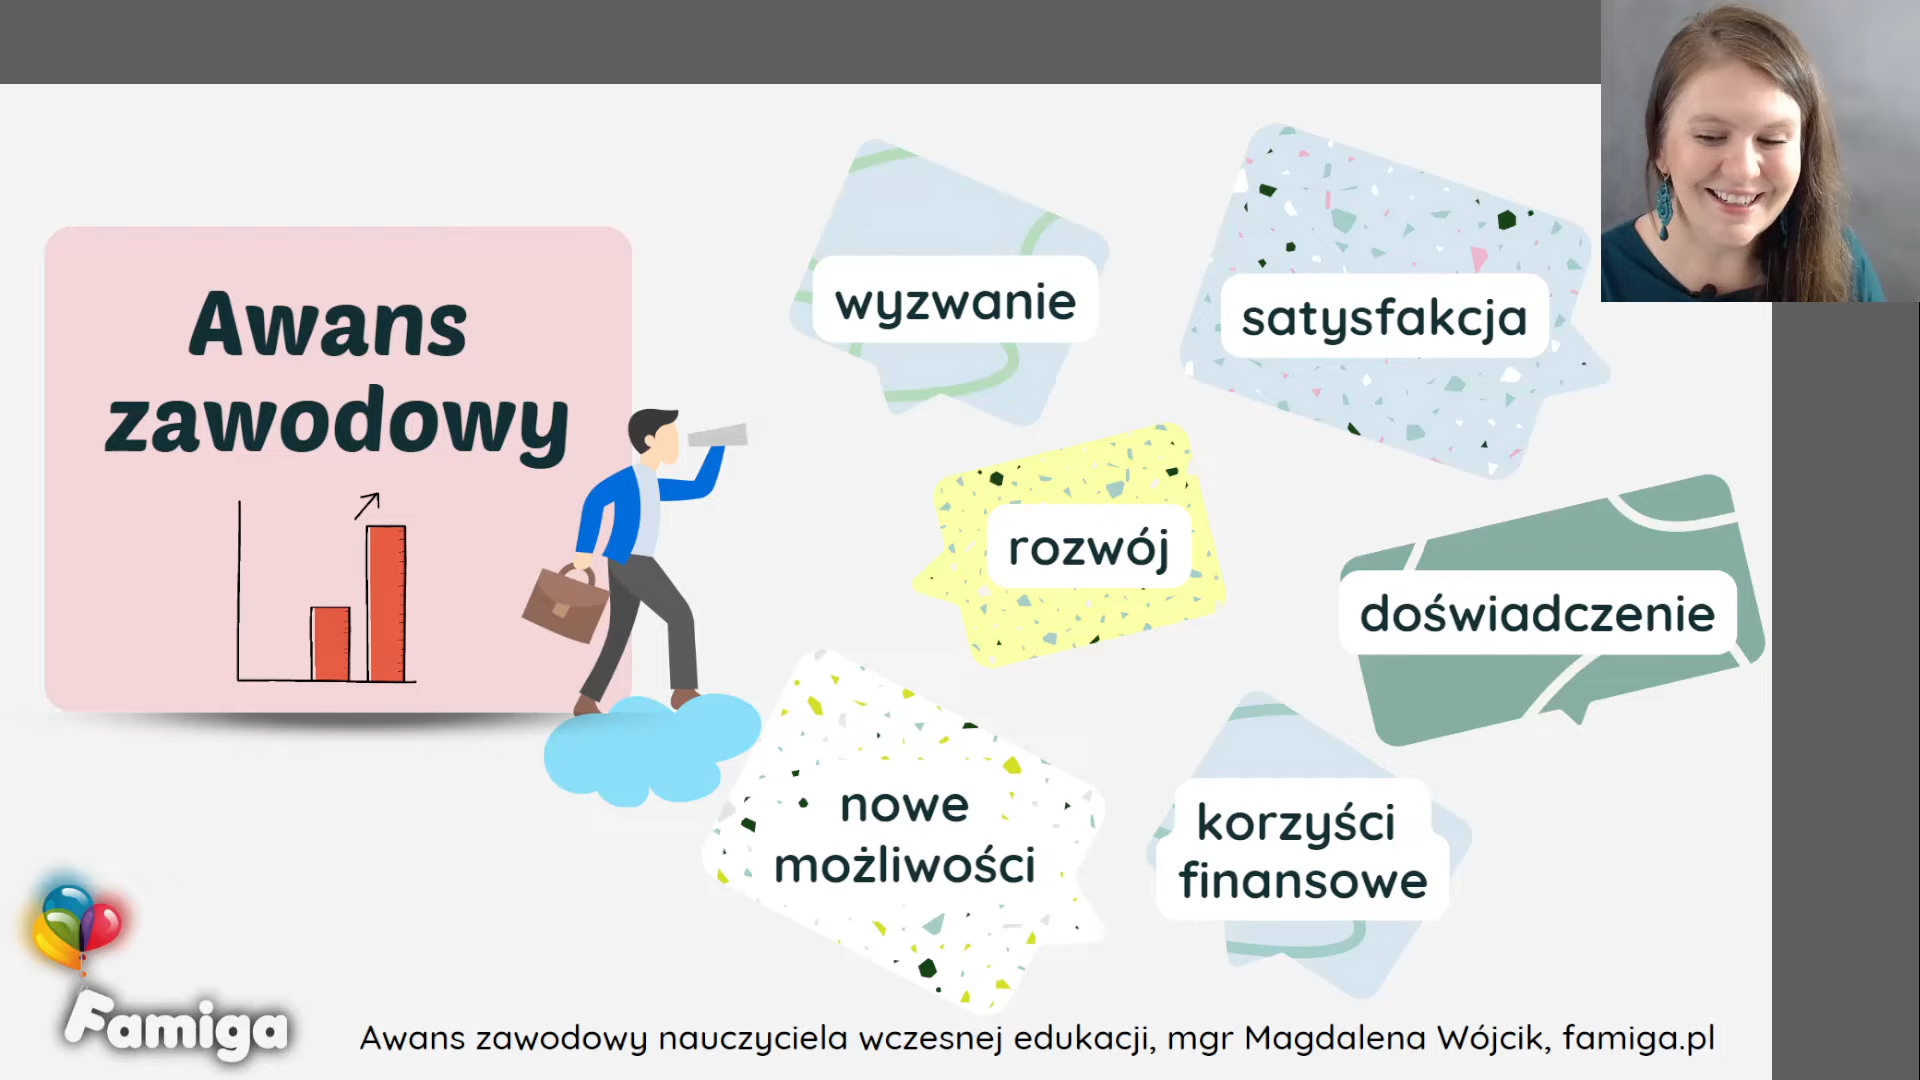 Awans
zawodowy
wyzwanie
satysfakcja
rozwój
doświadczenie
nowe
możliwości
korzyści
finansowe
Famiga
Awans zawodowy nauczyciela wczesnej edukacji, mgr Magdalena Wójcik, famiga.pl